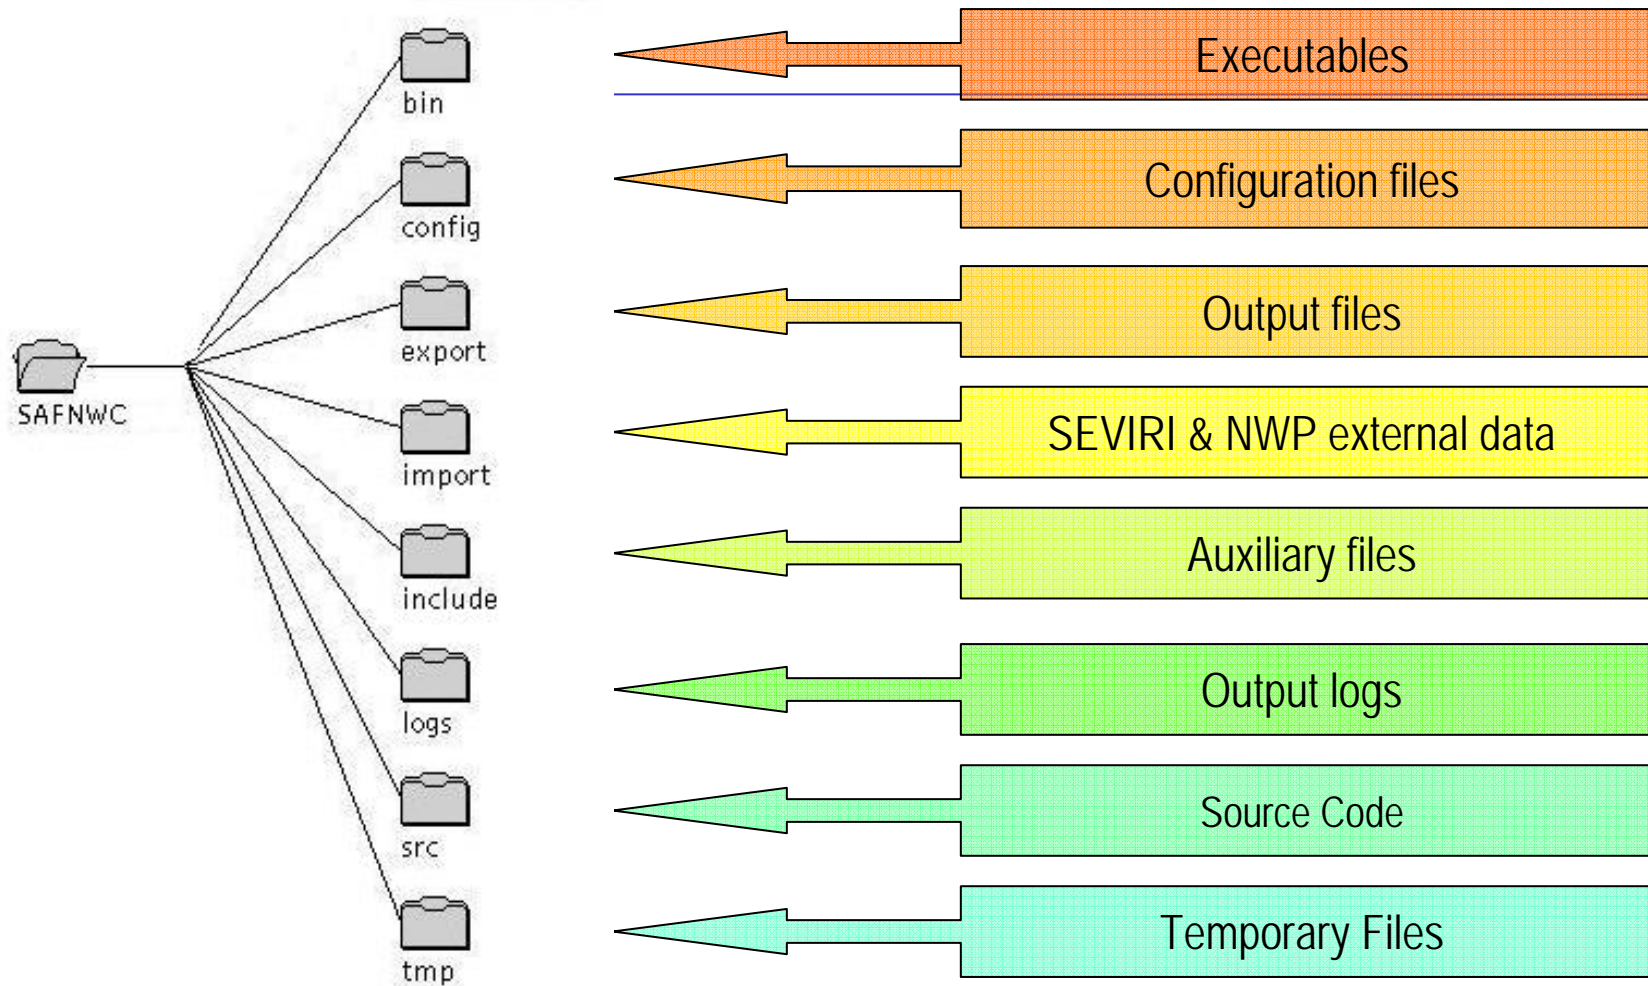 Executables
bin
Configuration files
config
Output files
export
SAFNWC
SEVIRI & NWP external data
import
Auxiliary files
include
Output logs
logs
Source Code
src
Temporary Files
tmp